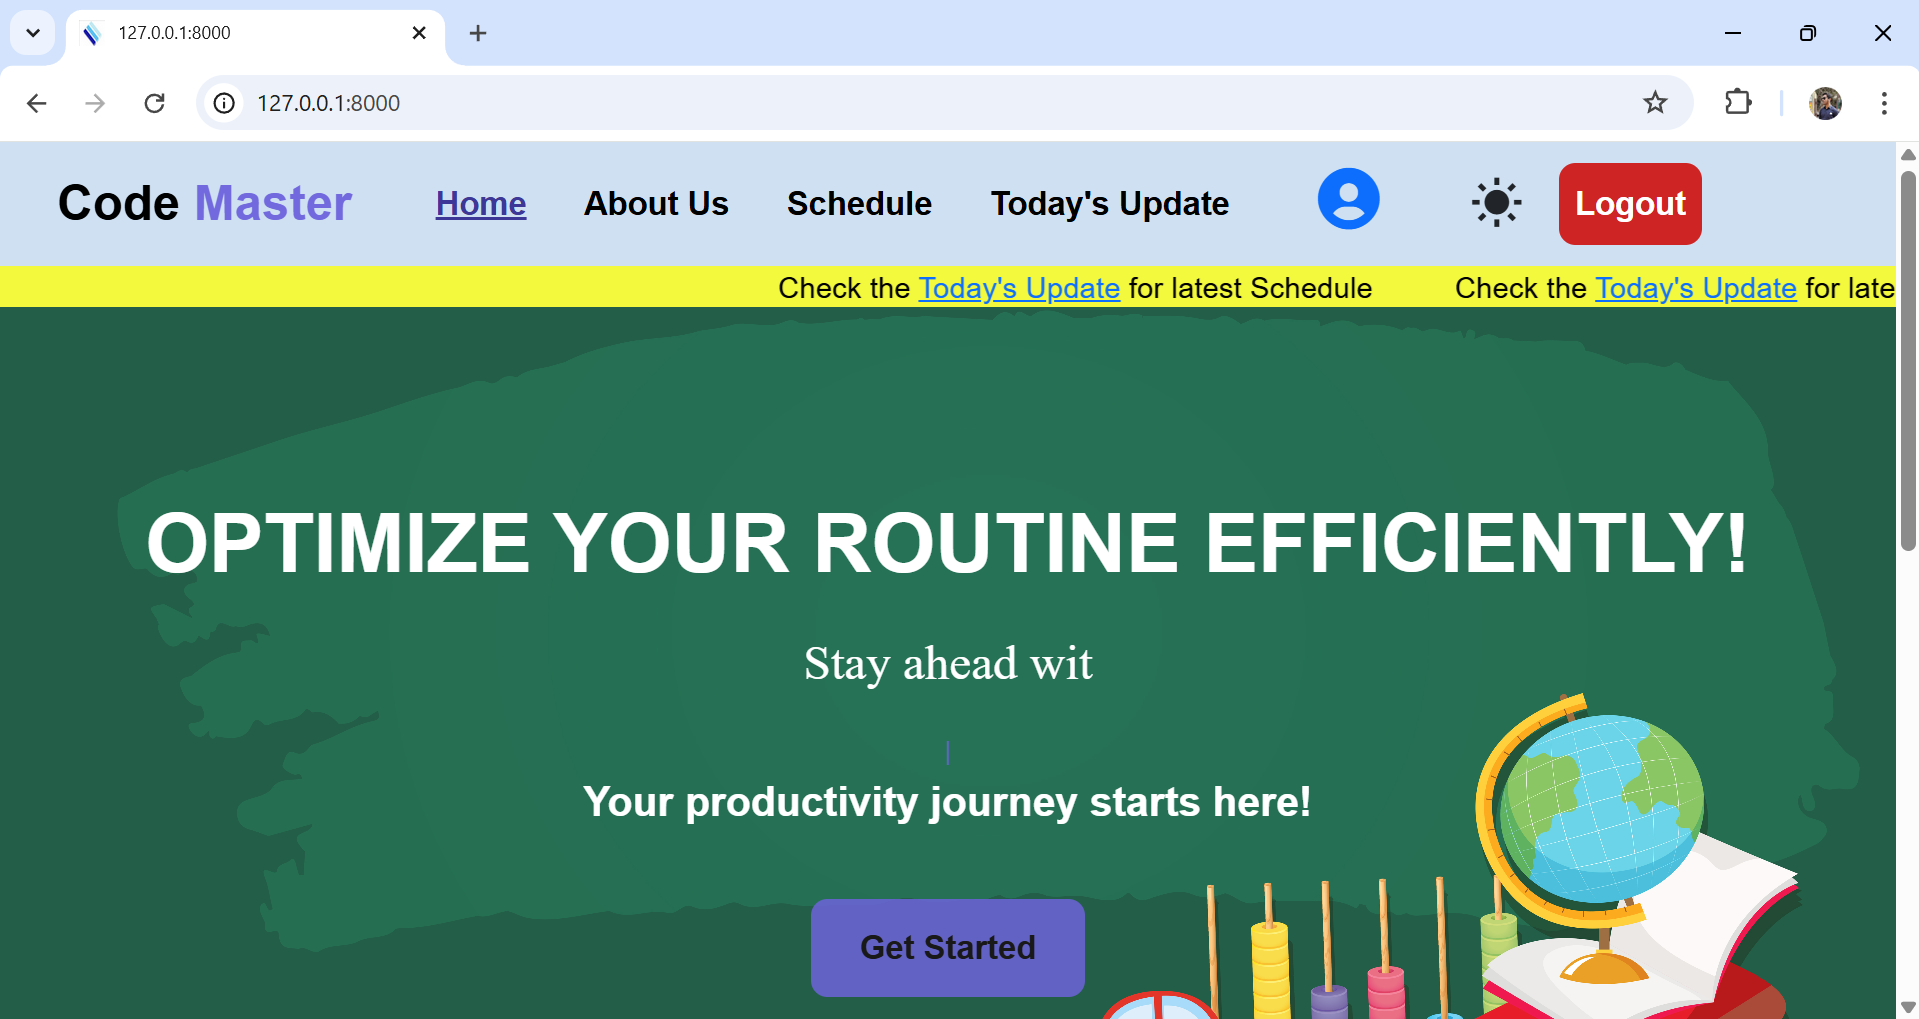 127.0.0.1:8000
127.0.0.1:8000
Code Master Home About Us Schedule Today's Update Logout
Check the Today's Update for latest Schedule Check the Today's Update for late
OPTIMIZE YOUR ROUTINE EFFICIENTLY!
Stay ahead wit
Your productivity journey starts here!
Get Started